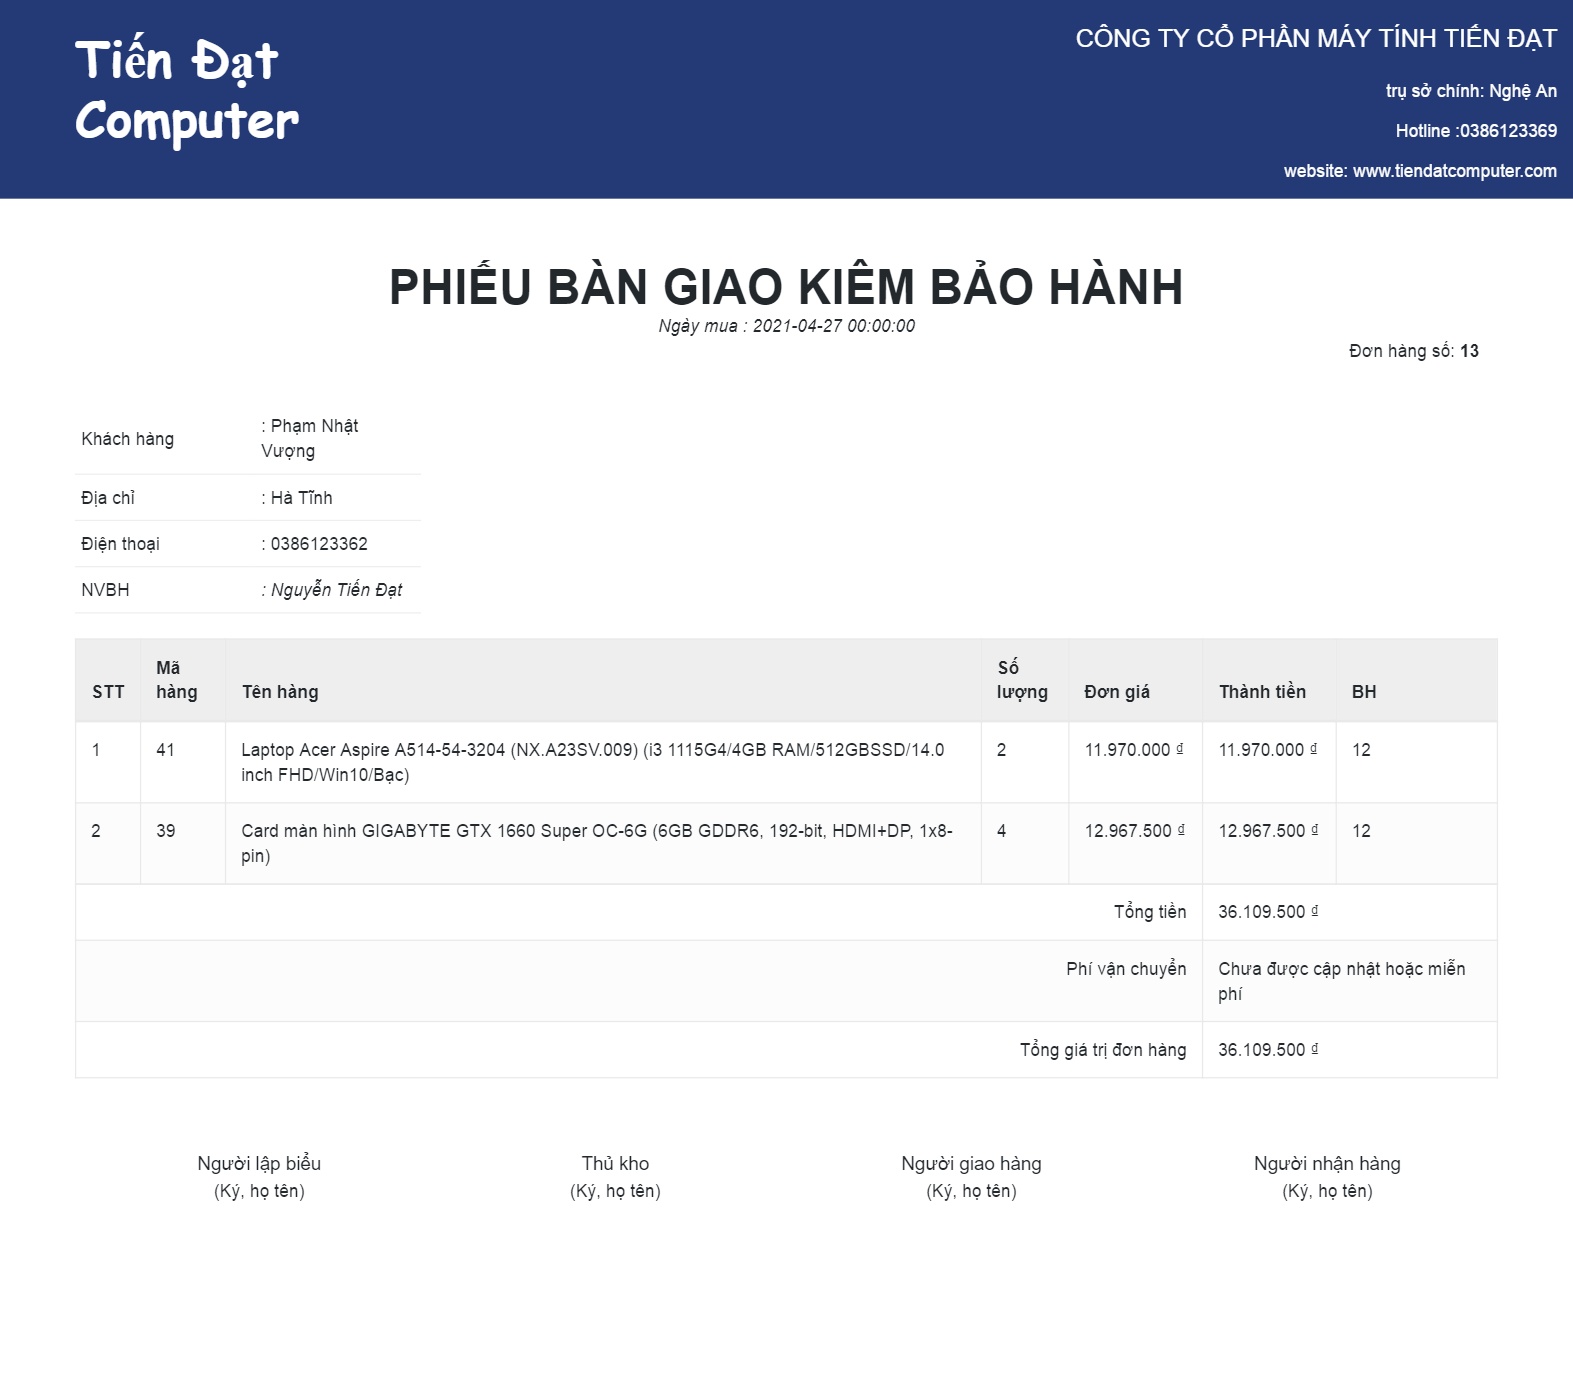 Tiến Đạt
Computer
CÔNG TY CỔ PHẦN MÁY TÍNH TIẾN ĐẠT
trụ sở chính: Nghệ An
Hotline :0386123369
website: www.tiendatcomputer.com
PHIẾU BÀN GIAO KIÊM BẢO HÀNH
Ngày mua : 2021-04-27 00:00:00
Đơn hàng số: 13
Khách hàng : Phạm Nhật
Vượng
Địa chỉ : Hà Tĩnh
Điện thoại : 0386123362
NVBH : Nguyễn Tiến Đạt
STT Mã hàng Tên hàng Số lượng Đơn giá Thành tiền BH
1 41 Laptop Acer Aspire A514-54-3204 (NX.A23SV.009) (i3 1115G4/4GB RAM/512GBSSD/14.0 2 11.970.000 ₫ 11.970.000 ₫ 12
inch FHD/Win10/Bạc)
2 39 Card màn hình GIGABYTE GTX 1660 Super OC-6G (6GB GDDR6, 192-bit, HDMI+DP, 1x8- 4 12.967.500 ₫ 12.967.500 ₫ 12
pin)
Tổng tiền 36.109.500 ₫
Phí vận chuyển Chưa được cập nhật hoặc miễn
phí
Tổng giá trị đơn hàng 36.109.500 ₫
Người lập biểu Thủ kho Người giao hàng Người nhận hàng
(Ký, họ tên) (Ký, họ tên) (Ký, họ tên) (Ký, họ tên)